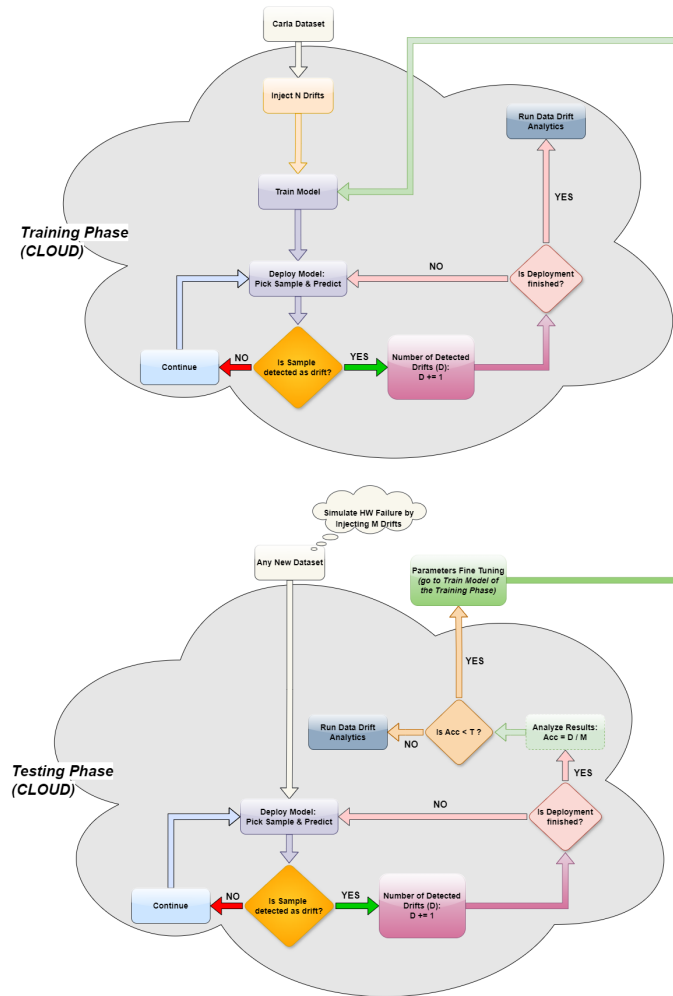 Carla Dataset
Inject N Drifts
Run Data Drift
Analytics
Train Model
YES
Training Phase
(CLOUD)
NO
Deploy Model:
Pick Sample & Predict
Is Deployment
finished?
Continue
NO
Is Sample
detected as drift?
YES
Number of Detected
Drifts (D):
D += 1
Simulate HW Failure by
Injecting M Drifts
Any New Dataset
Parameters Fine Tuning
(go to Train Model of
the Training Phase)
YES
Run Data Drift
Analytics
NO
Is Acc < T ?
Analyze Results:
Acc = D / M
Testing Phase
(CLOUD)
YES
Deploy Model:
Pick Sample & Predict
NO
Is Deployment
finished?
Continue
NO
Is Sample
detected as drift?
YES
Number of Detected
Drifts (D):
D += 1